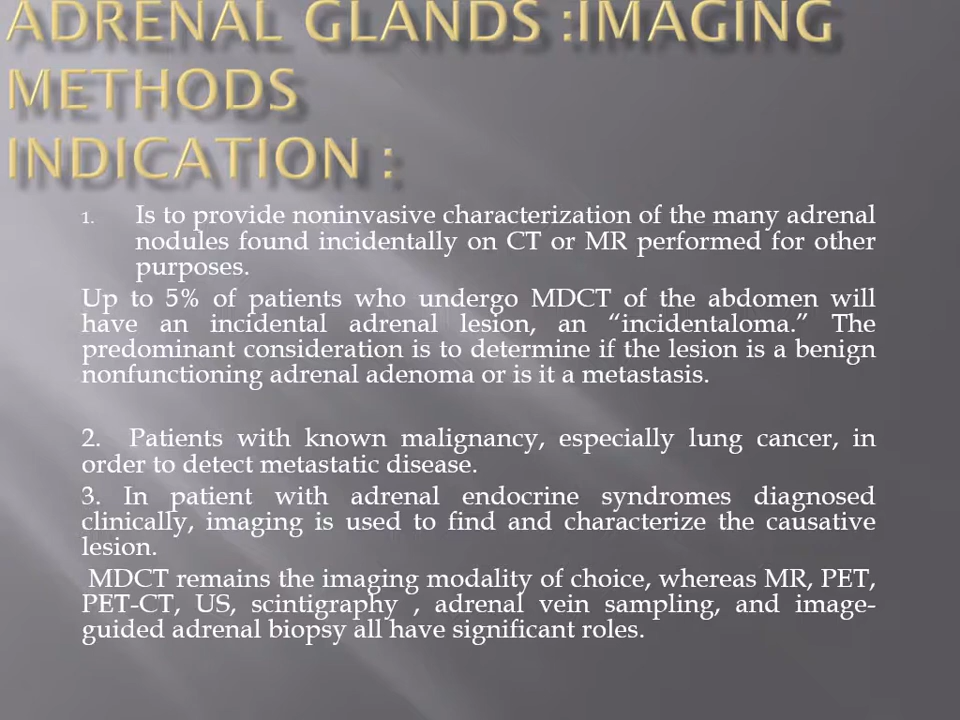 ADRENAL GLANDS :IMAGING
METHODS
INDICATION :
1. Is to provide noninvasive characterization of the many adrenal
nodules found incidentally on CT or MR performed for other
purposes.
Up to 5% of patients who undergo MDCT of the abdomen will
have an incidental adrenal lesion, an “incidentaloma.” The
predominant consideration is to determine if the lesion is a benign
nonfunctioning adrenal adenoma or is it a metastasis.
2. Patients with known malignancy, especially lung cancer, in
order to detect metastatic disease.
3. In patient with adrenal endocrine syndromes diagnosed
clinically, imaging is used to find and characterize the causative
lesion.
MDCT remains the imaging modality of choice, whereas MR, PET,
PET-CT, US, scintigraphy , adrenal vein sampling, and image-
guided adrenal biopsy all have significant roles.